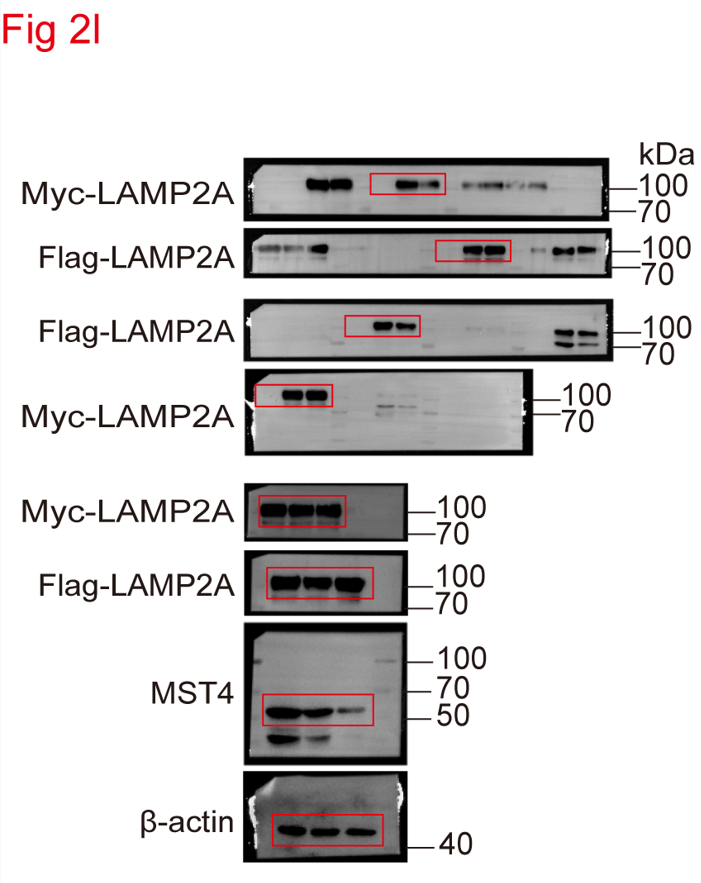 Fig 2l
kDa
Myc-LAMP2A
100
70
Flag-LAMP2A
100
70
Flag-LAMP2A
100
70
Myc-LAMP2A
100
70
Myc-LAMP2A
100
70
Flag-LAMP2A
100
70
MST4
100
70
50
β-actin
40